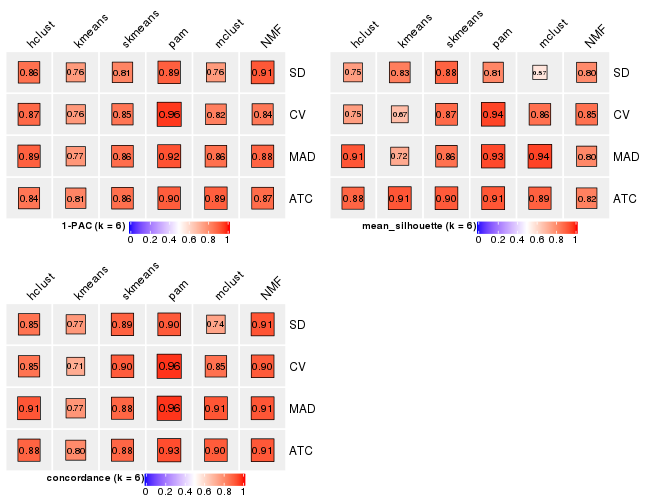 hclust kmeans skmeans pam mclust NMF
0.86 0.76 0.81 0.89 0.76 0.91 SD
0.87 0.76 0.85 0.96 0.82 0.84 CV
0.89 0.77 0.86 0.92 0.86 0.88 MAD
0.84 0.81 0.86 0.90 0.89 0.87 ATC
1-PAC (k = 6)
0 0.2 0.4 0.6 0.8 1
hclust kmeans skmeans pam mclust NMF
0.75 0.83 0.88 0.81 0.57 0.80 SD
0.75 0.67 0.87 0.94 0.86 0.85 CV
0.91 0.72 0.86 0.93 0.94 0.80 MAD
0.88 0.91 0.90 0.91 0.89 0.82 ATC
mean_silhouette (k = 6)
0 0.2 0.4 0.6 0.8 1
hclust kmeans skmeans pam mclust NMF
0.85 0.77 0.89 0.90 0.74 0.91 SD
0.85 0.71 0.90 0.96 0.85 0.90 CV
0.91 0.77 0.88 0.96 0.91 0.91 MAD
0.88 0.80 0.88 0.93 0.90 0.91 ATC
concordance (k = 6)
0 0.2 0.4 0.6 0.8 1